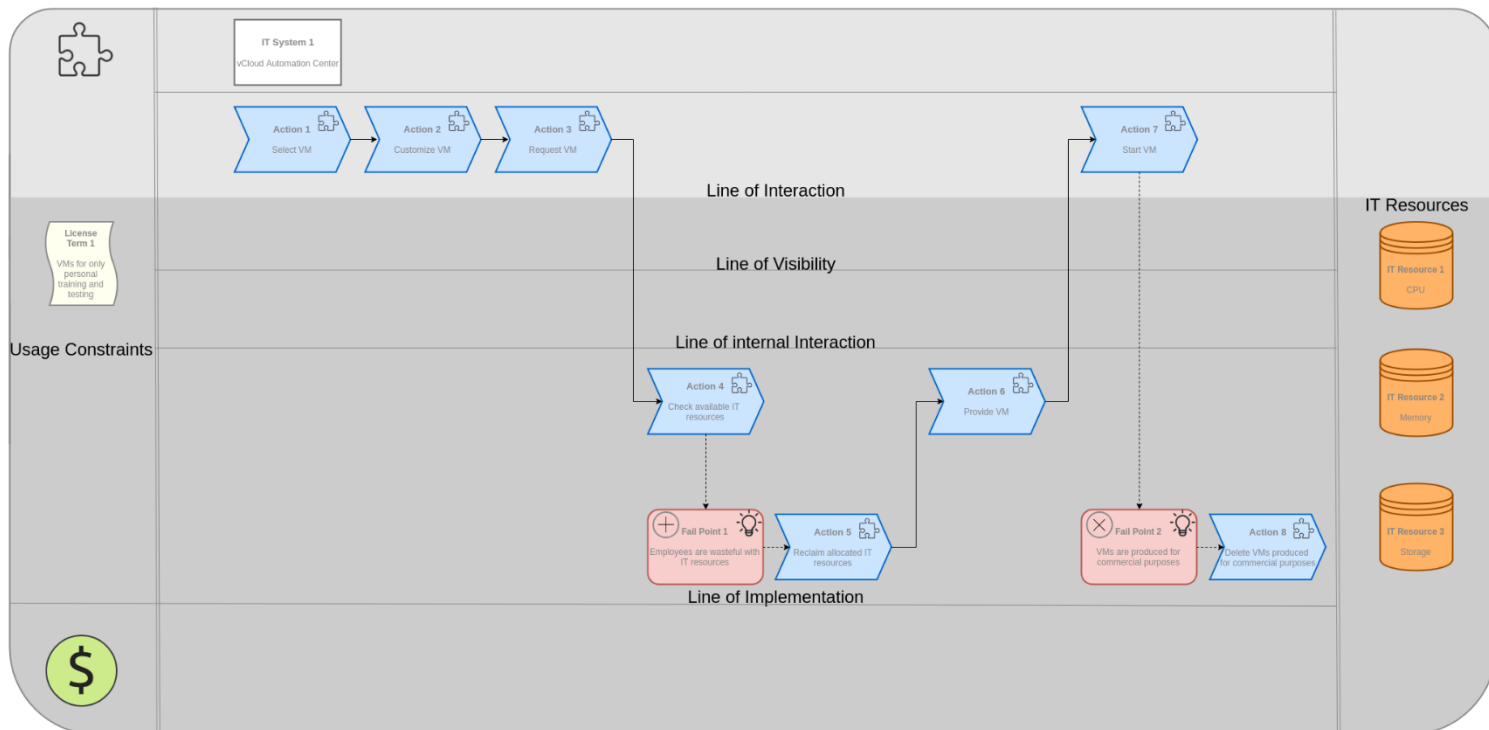 IT System 1
vCloud Automation Center
Action 1
Select VM
Action 2
Customize VM
Action 3
Request VM
Action 7
Start VM
Line of Interaction
IT Resources
License
Term 1
VMs for only
personal
training and
testing
IT Resource 1
CPU
Line of Visibility
Usage Constraints
Line of internal Interaction
Action 4
Check available IT
resources
Action 6
Provide VM
IT Resource 2
Memory
Fail Point 1
Employees are wasteful with
IT resources
Action 5
Reclaim allocated IT
resources
Fail Point 2
VMs are produced for
commercial purposes
Action 8
Delete VMs produced
for commercial purposes
IT Resource 3
Storage
Line of Implementation
$